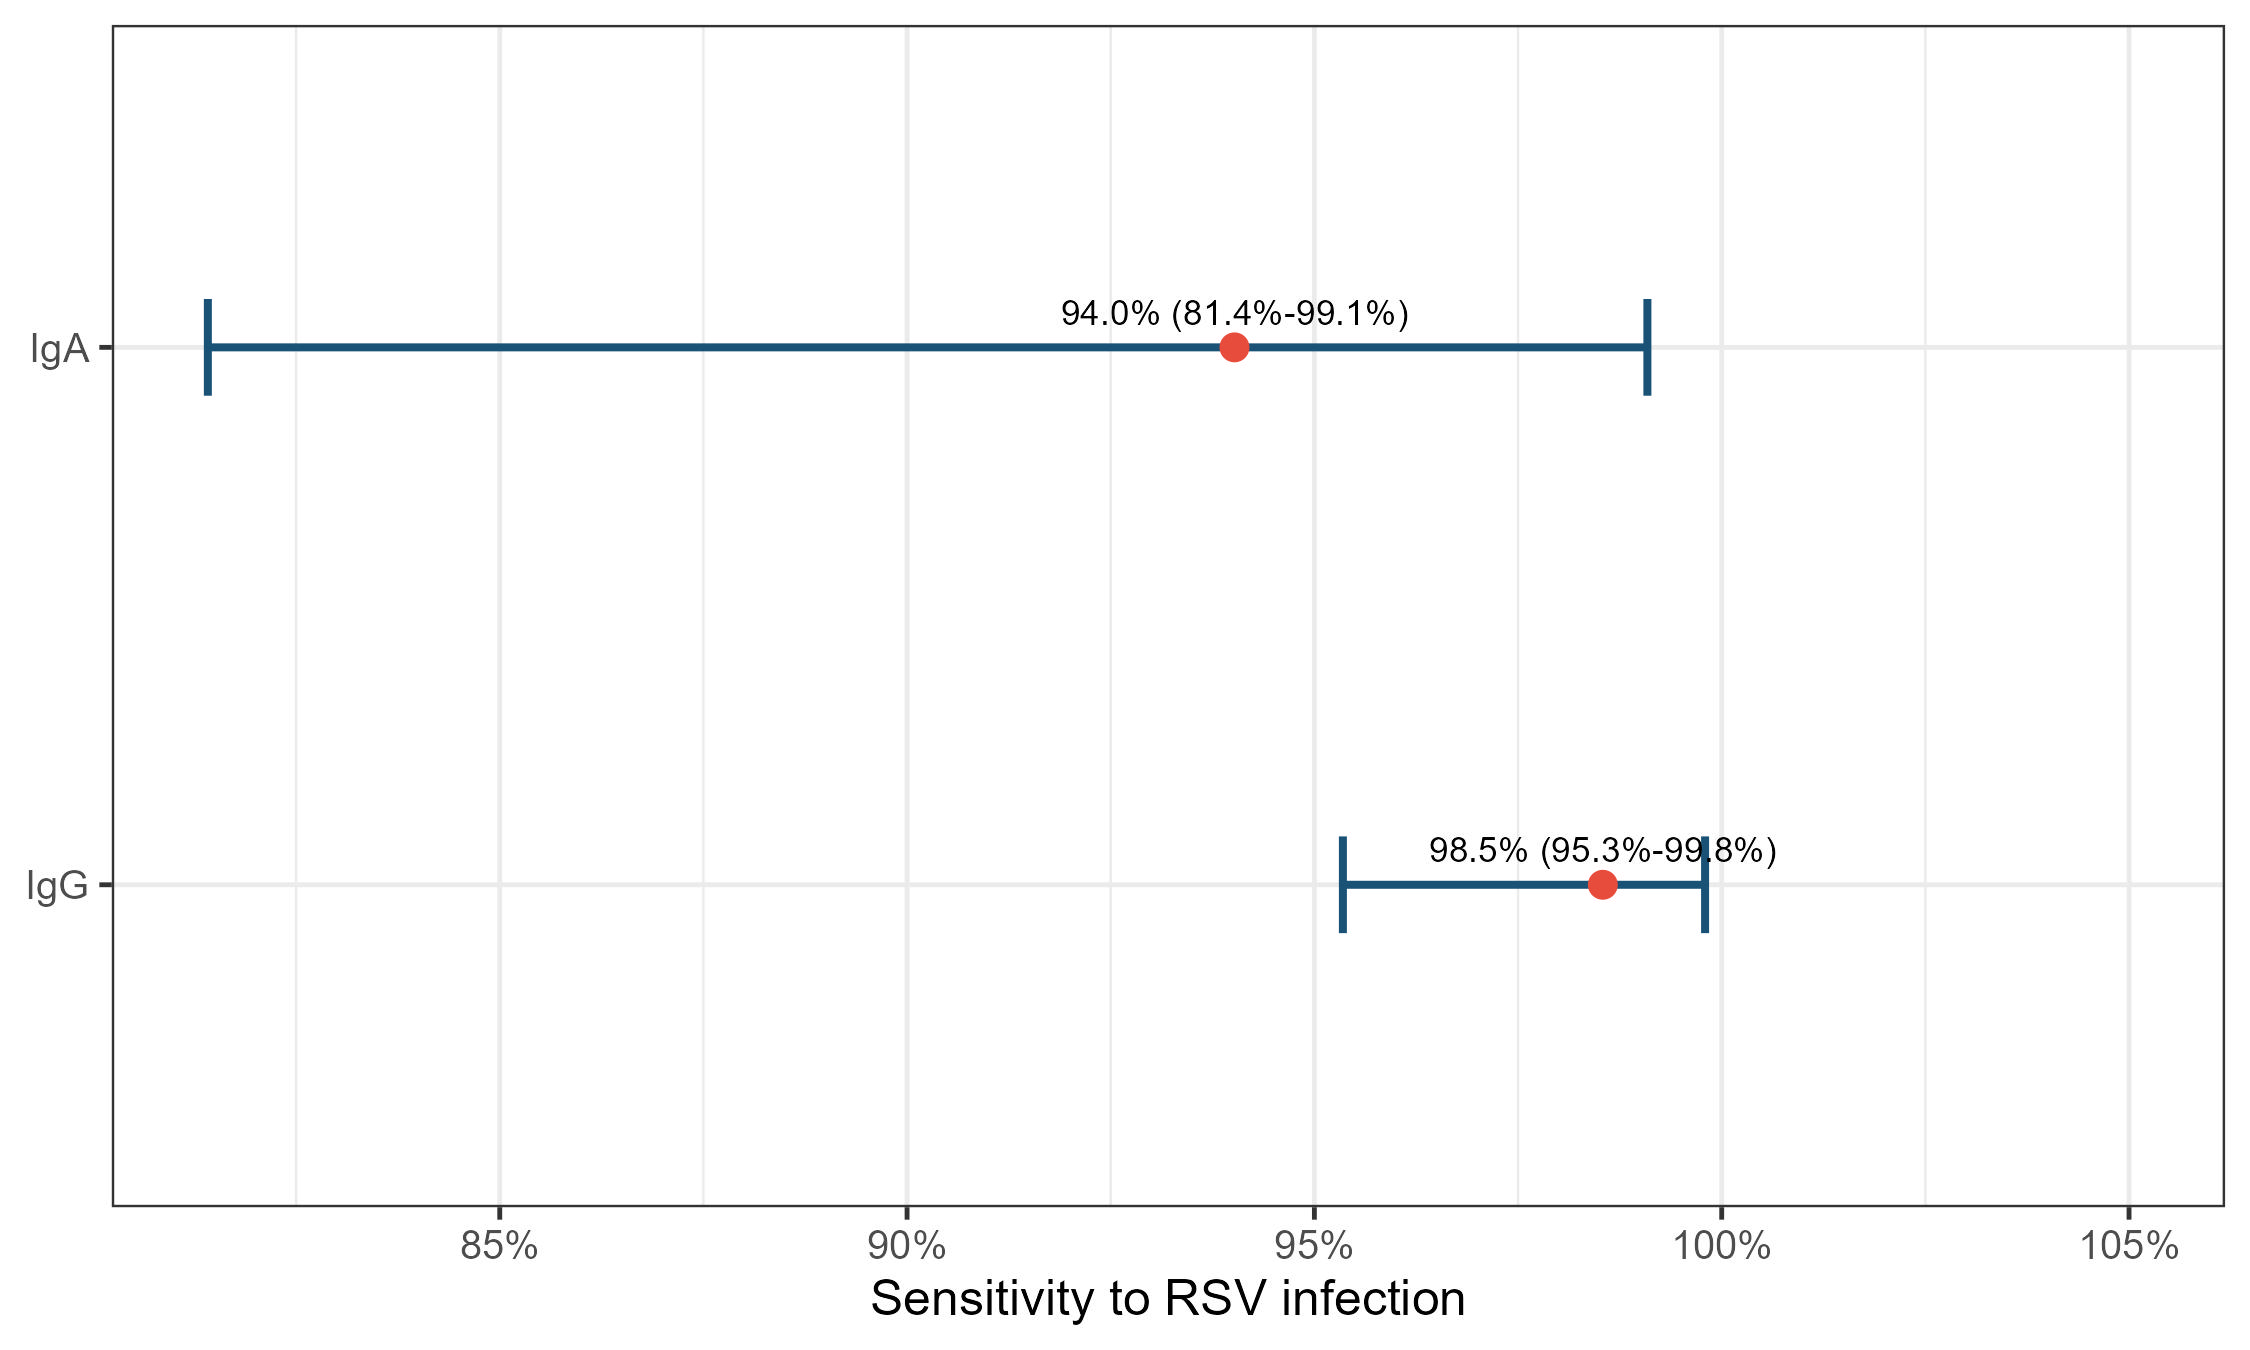 94.0% (81.4%-99.1%)
IgA
98.5% (95.3%-99.8%)
IgG
85%
90%
95%
100%
105%
Sensitivity to RSV infection